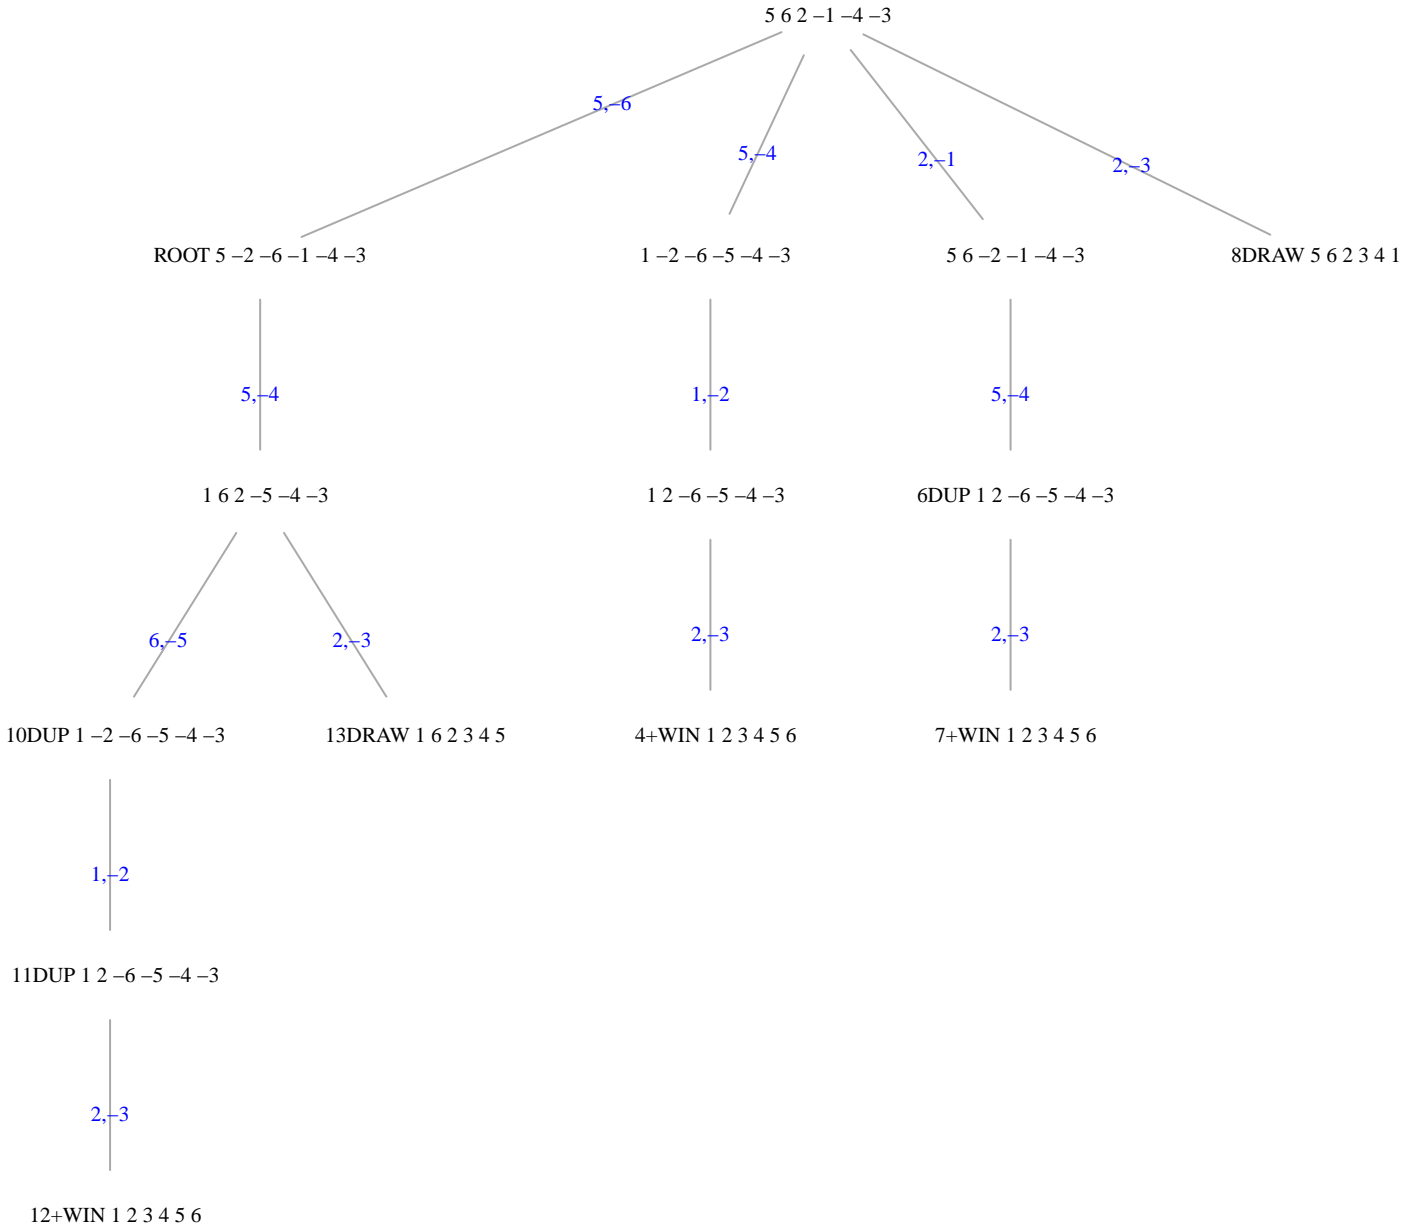 5 6 2 –1 –4 –3
5,–6
5,–4
2,–1
2,–3
ROOT 5 –2 –6 –1 –4 –3
1 –2 –6 –5 –4 –3
5 6 –2 –1 –4 –3
8DRAW 5 6 2 3 4 1
5,–4
1,–2
5,–4
1 6 2 –5 –4 –3
1 2 –6 –5 –4 –3
6DUP 1 2 –6 –5 –4 –3
6,–5
2,–3
2,–3
2,–3
10DUP 1 –2 –6 –5 –4 –3
13DRAW 1 6 2 3 4 5
4+WIN 1 2 3 4 5 6
7+WIN 1 2 3 4 5 6
1,–2
11DUP 1 2 –6 –5 –4 –3
2,–3
12+WIN 1 2 3 4 5 6